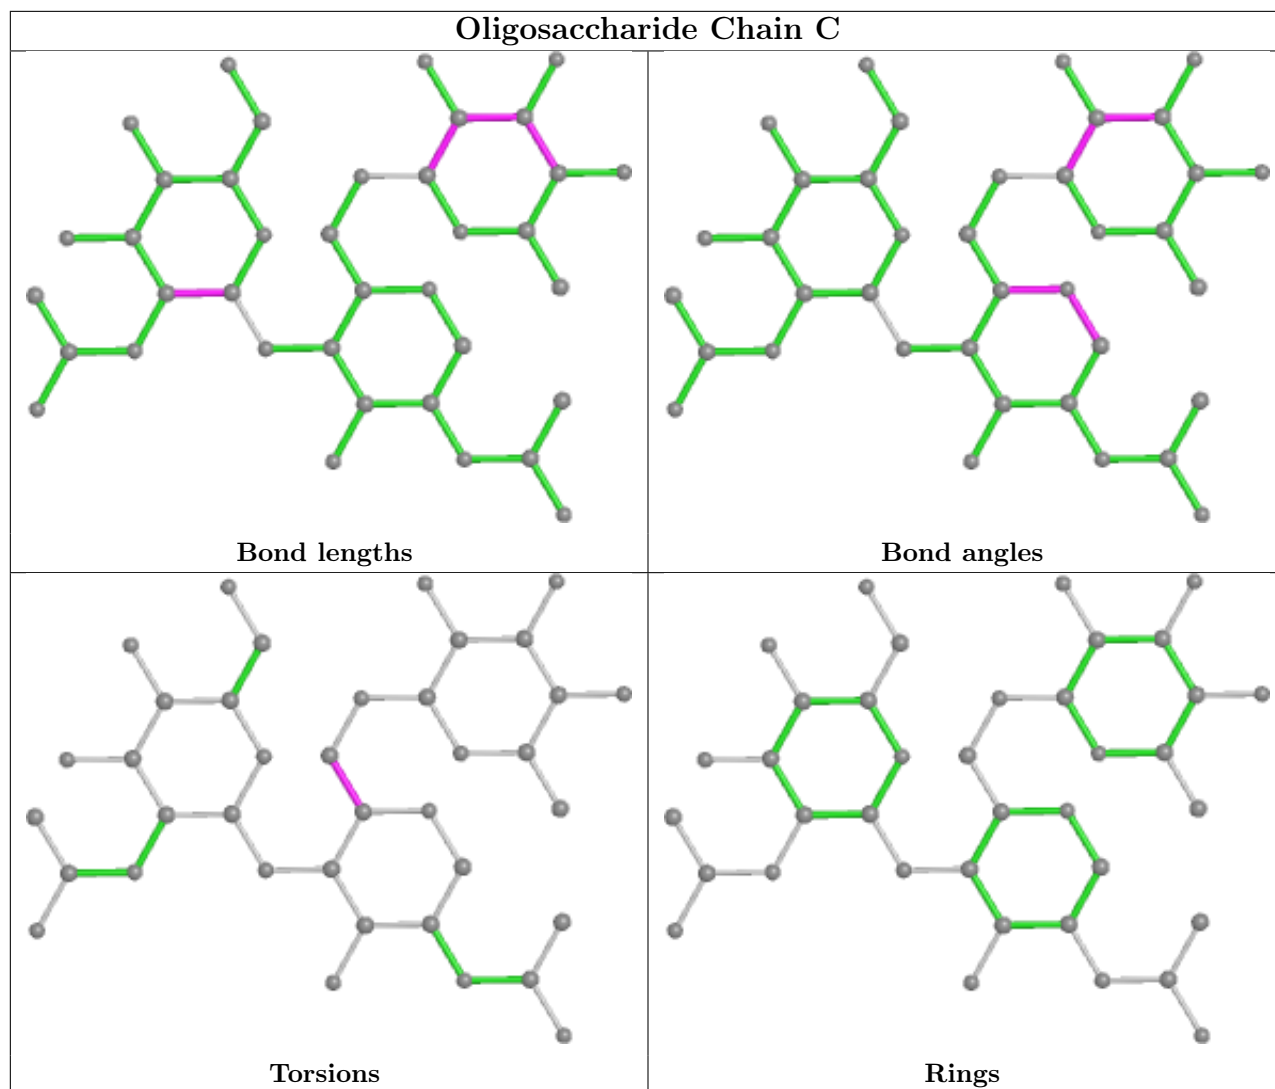 Oligosaccharide Chain C
Bond lengths
Bond angles
Torsions
Rings